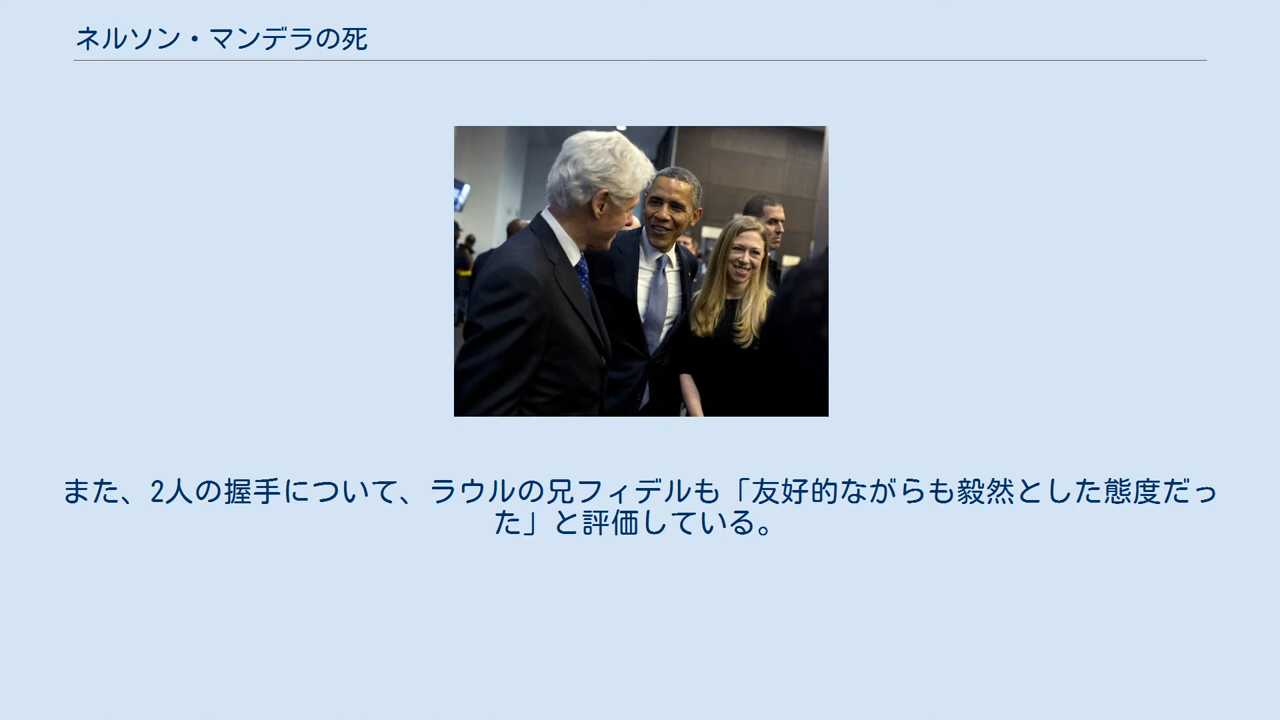 ネルソン・マンデラの死
また、2人の握手について、ラウルの兄フィデルも「友好的ながらも毅然とした態度だっ
た」と評価している。